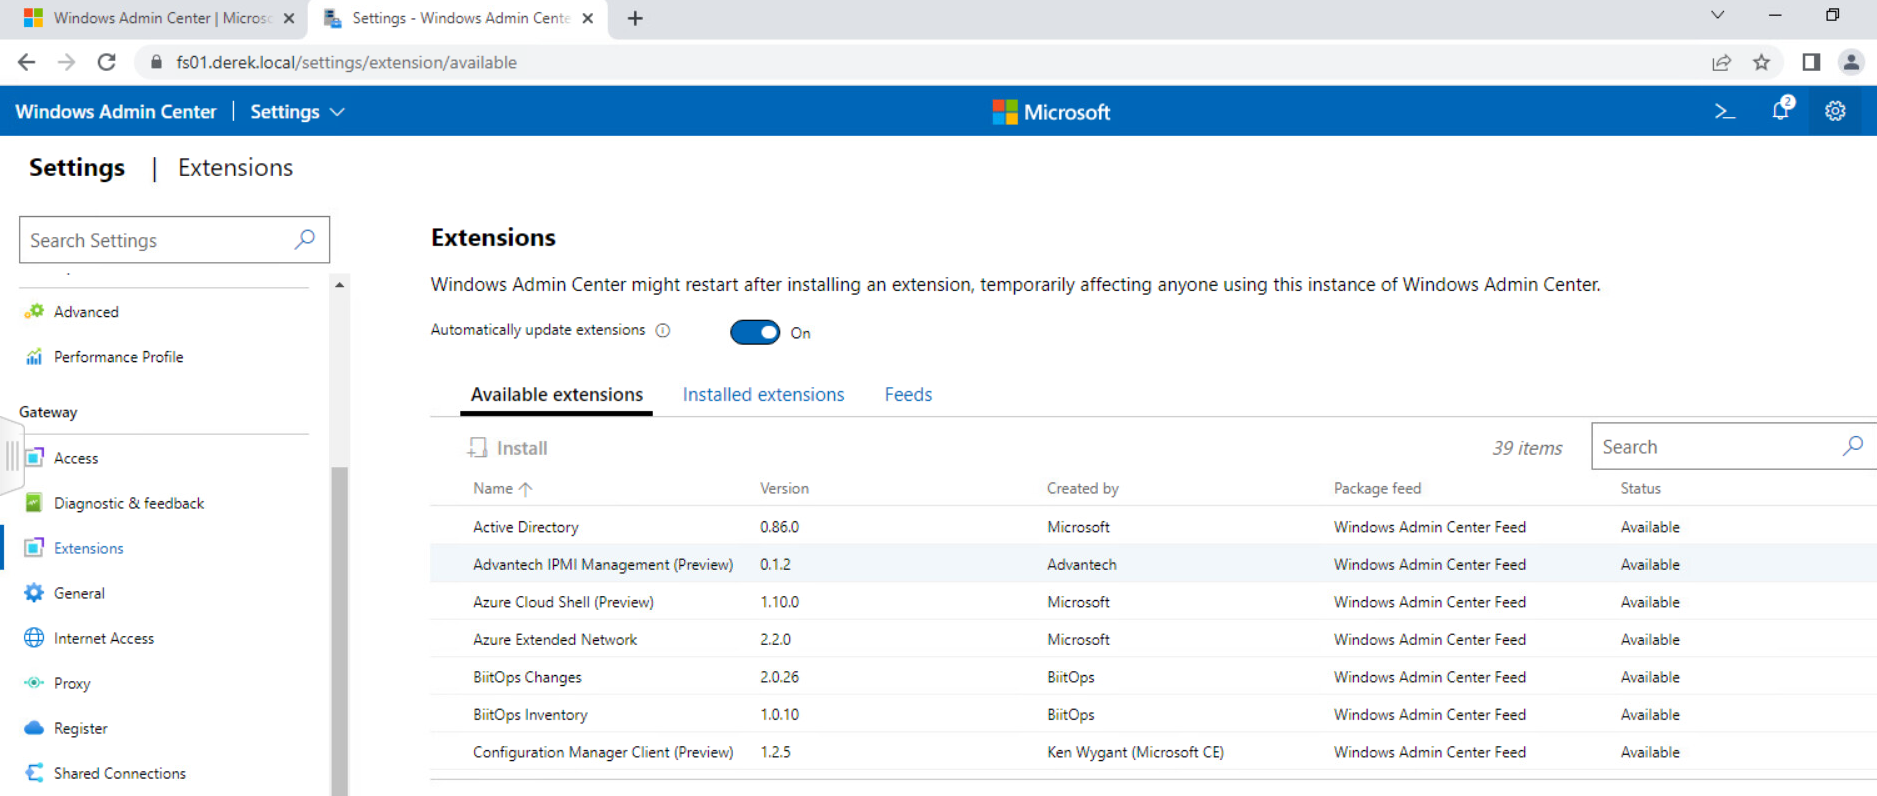 Windows Admin Center | Micros
Settings - Windows Admin Cente
fs01.derek.local/settings/extension/available
Windows Admin Center | Settings
Microsoft
2
Settings | Extensions
Search Settings
Advanced
Performance Profile
Gateway
Access
Diagnostic & feedback
Extensions
General
Internet Access
Proxy
Register
Shared Connections
Extensions
Windows Admin Center might restart after installing an extension, temporarily affecting anyone using this instance of Windows Admin Center.
Automatically update extensions On
Available extensions Installed extensions Feeds
Install 39 items Search
Name Version Created by Package feed Status
Active Directory 0.86.0 Microsoft Windows Admin Center Feed Available
Advantech IPMI Management (Preview) 0.1.2 Advantech Windows Admin Center Feed Available
Azure Cloud Shell (Preview) 1.10.0 Microsoft Windows Admin Center Feed Available
Azure Extended Network 2.2.0 Microsoft Windows Admin Center Feed Available
BiitOps Changes 2.0.26 BiitOps Windows Admin Center Feed Available
BiitOps Inventory 1.0.10 BiitOps Windows Admin Center Feed Available
Configuration Manager Client (Preview) 1.2.5 Ken Wygant (Microsoft CE) Windows Admin Center Feed Available